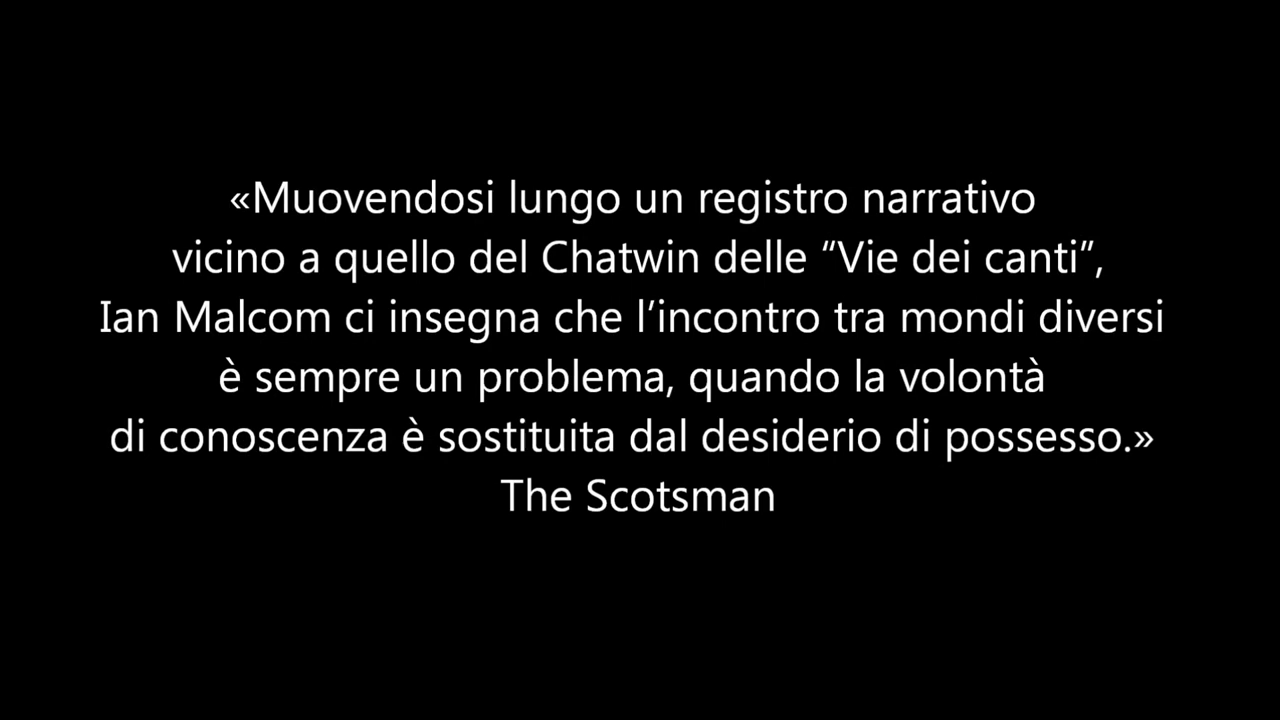 «Muovendosi lungo un registro narrativo
vicino a quello del Chatwin delle “Vie dei canti”,
Ian Malcom ci insegna che l’incontro tra mondi diversi
è sempre un problema, quando la volontà
di conoscenza è sostituita dal desiderio di possesso.»
The Scotsman